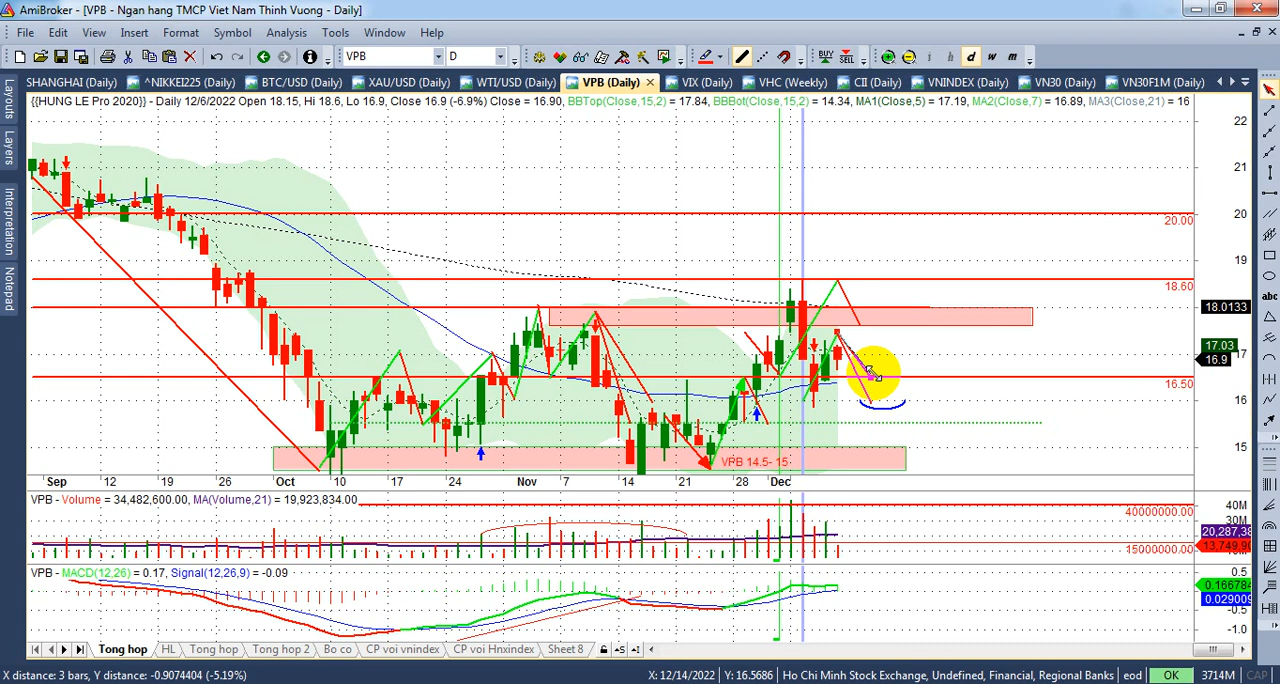 AmiBroker - [VPB - Ngan hang TMCP Viet Nam Thinh Vuong - Daily]
File Edit View Insert Format Symbol Analysis Tools Window Help
VPB D BUY SELL i h d w m
SHANGHAI (Daily) ^NIKKEI225 (Daily) BTC/USD (Daily) XAU/USD (Daily) WTI/USD (Daily) VPB (Daily) VIX (Daily) VHC (Weekly) CII (Daily) VNINDEX (Daily) VN30 (Daily) VN30F1M (Daily)
{{HUNG LE Pro 2020}} - Daily 12/6/2022 Open 18.15, Hi 18.6, Lo 16.9, Close 16.9 (-6.9%) Close = 16.90, BBTop(Close,15,2) = 17.84, BBBot(Close,15,2) = 14.34, MA1(Close,5) = 17.19, MA2(Close,7) = 16.89, MA3(Close,21) = 16
Layouts
Layers
Interpretation
Notepad
abc
22
21
20
20.00
19
18.60
18.0133
17.03
17
16.9
16.50
16
15
VPB 14.5- 15
Sep 12 19 26 Oct 10 17 24 Nov 7 14 21 28 Dec
VPB - Volume = 34,482,600.00, MA(Volume,21) = 19,923,834.00
40M
40000000.00
30M
20,287,38
13,749,90
15000000.00
VPB - MACD(12,26) = 0.17, Signal(12,26,9) = -0.09
0.5
0.166784
0.029009
-0.5
-1.0
Tong hop HL Tong hop Tong hop 2 Bo co CP voi vnindex CP voi Hnxindex Sheet 8
X distance: 3 bars, Y distance: -0.9074404 (-5.19%) X: 12/14/2022 Y: 16.5686 Ho Chi Minh Stock Exchange, Undefined, Financial, Regional Banks eod OK 3714M CAP